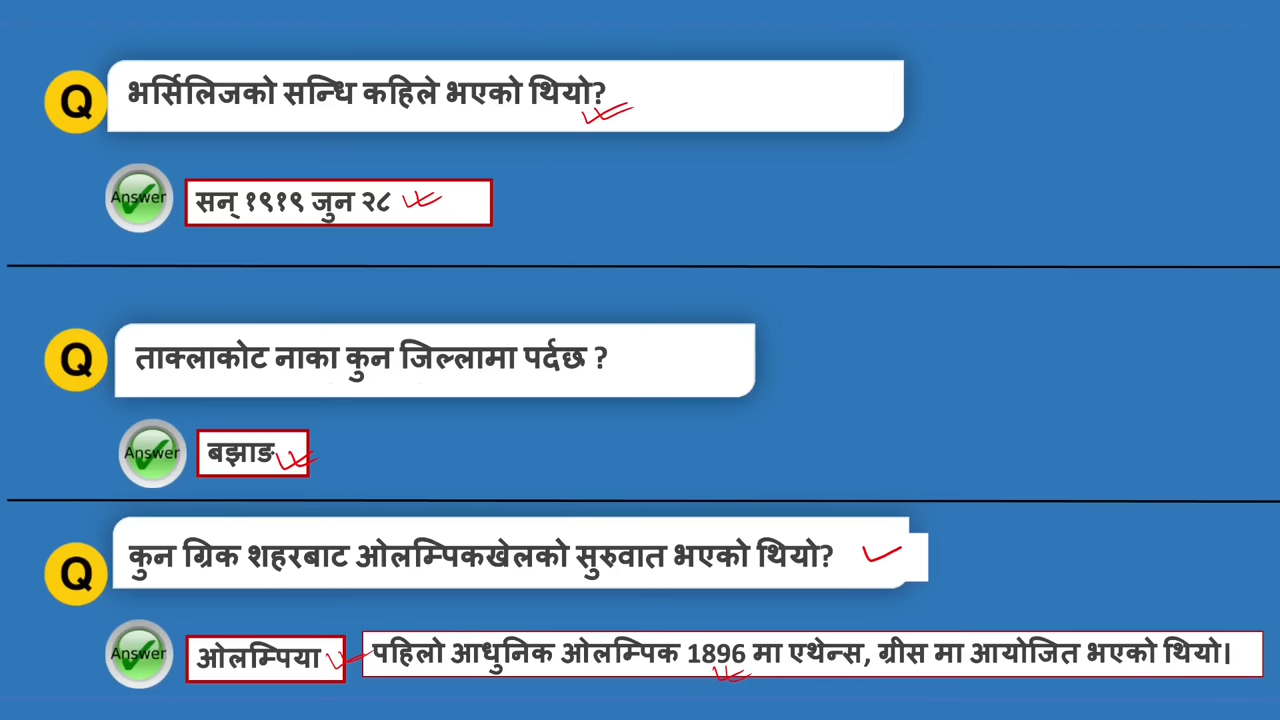 Q भर्सिलिजको सन्धि कहिले भएको थियो?
Answer सन् १९१९ जुन २८
Q ताक्लाकोट नाका कुन जिल्लामा पर्दछ ?
Answer बझाङ
Q कुन ग्रिक शहरबाट ओलम्पिकखेलको सुरुवात भएको थियो?
Answer ओलम्पिया पहिलो आधुनिक ओलम्पिक 1896 मा एथेन्स, ग्रीस मा आयोजित भएको थियो।